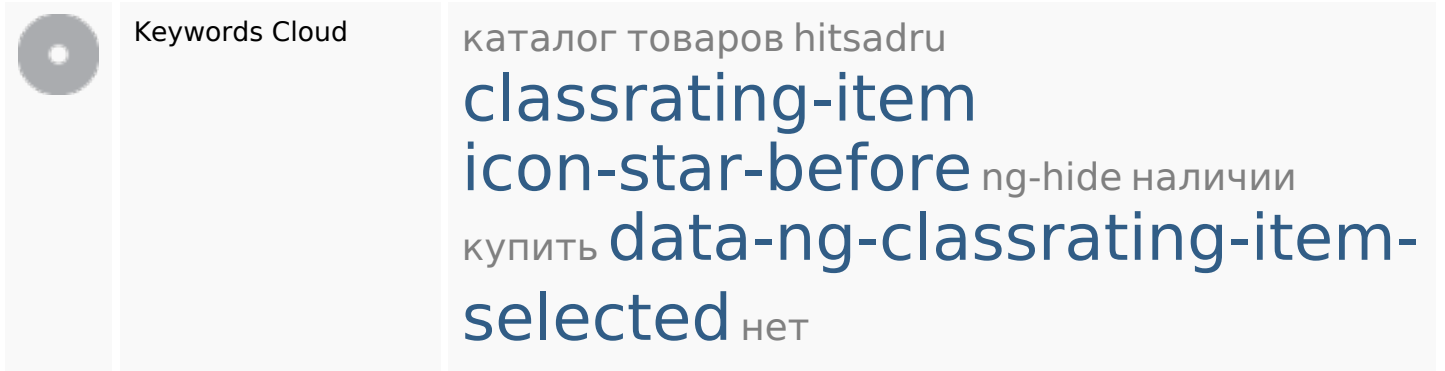 Keywords Cloud
каталог товаров hitsadru
classrating-item
icon-star-before ng-hide наличии
купить data-ng-classrating-item-
selected нет